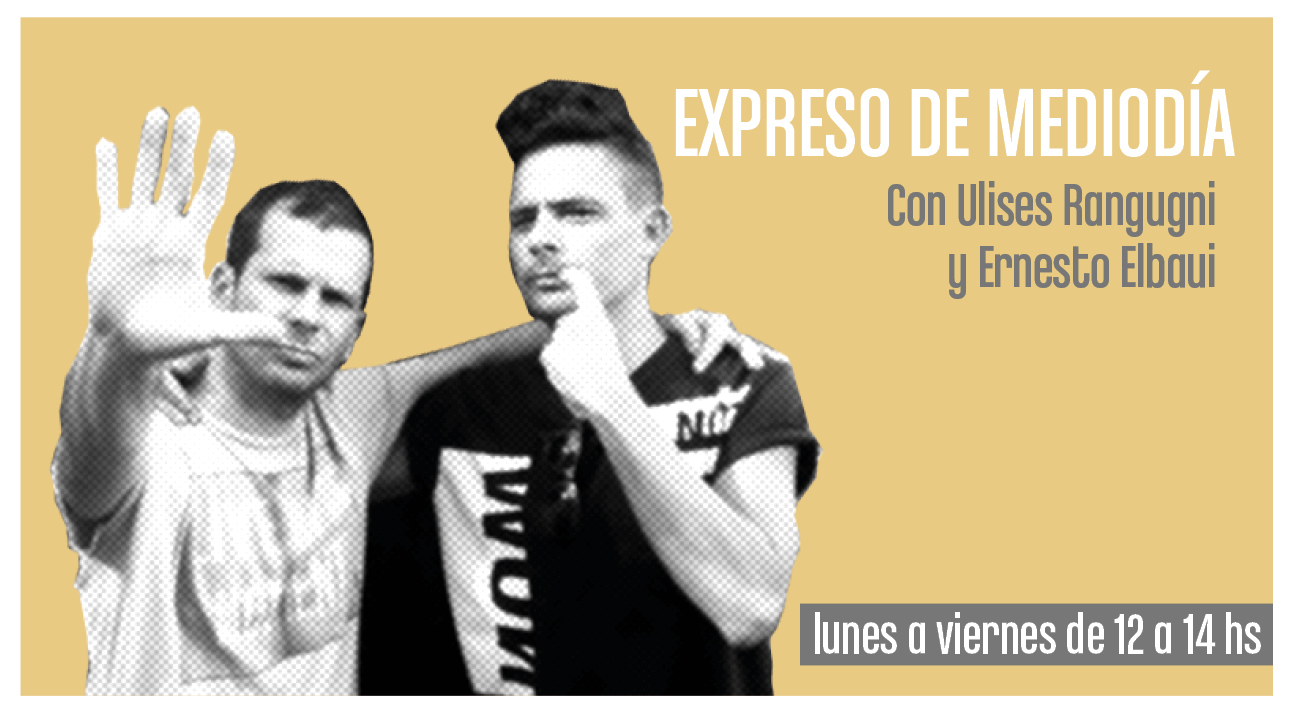 EXPRESO DE MEDIODÍA
Con Ulises Rangugni
y Ernesto Elbaui
lunes a viernes de 12 a 14 hs